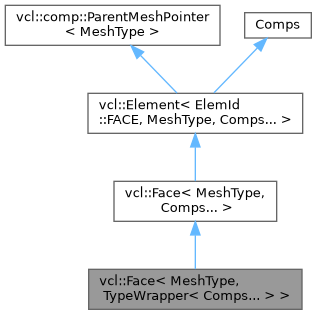 vcl::comp::ParentMeshPointer
< MeshType >
Comps
vcl::Element< ElemId
::FACE, MeshType, Comps... >
vcl::Face< MeshType,
Comps... >
vcl::Face< MeshType,
TypeWrapper< Comps... > >